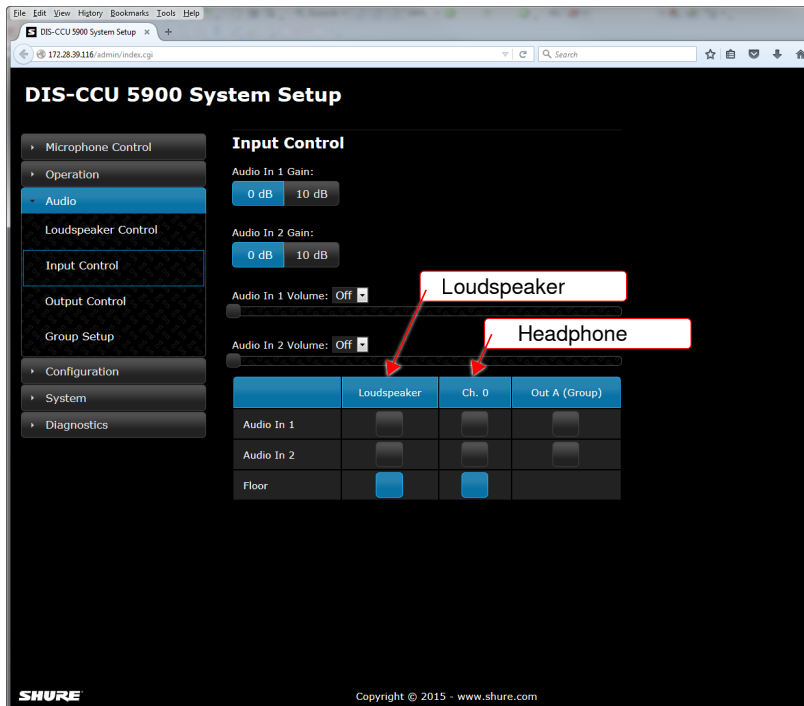 File Edit View History Bookmarks Tools Help
DIS-CCU 5900 System Setup × +
172.28.39.116/admin/index.cgi
Search
DIS-CCU 5900 System Setup
Microphone Control
Operation
Audio
Loudspeaker Control
Input Control
Output Control
Group Setup
Configuration
System
Diagnostics
Input Control
Audio In 1 Gain:
0 dB 10 dB
Audio In 2 Gain:
0 dB 10 dB
Audio In 1 Volume: Off
Loudspeaker
Audio In 2 Volume: Off
Headphone
Loudspeaker Ch. 0 Out A (Group)
Audio In 1
Audio In 2
Floor
SHURE
Copyright © 2015 - www.shure.com